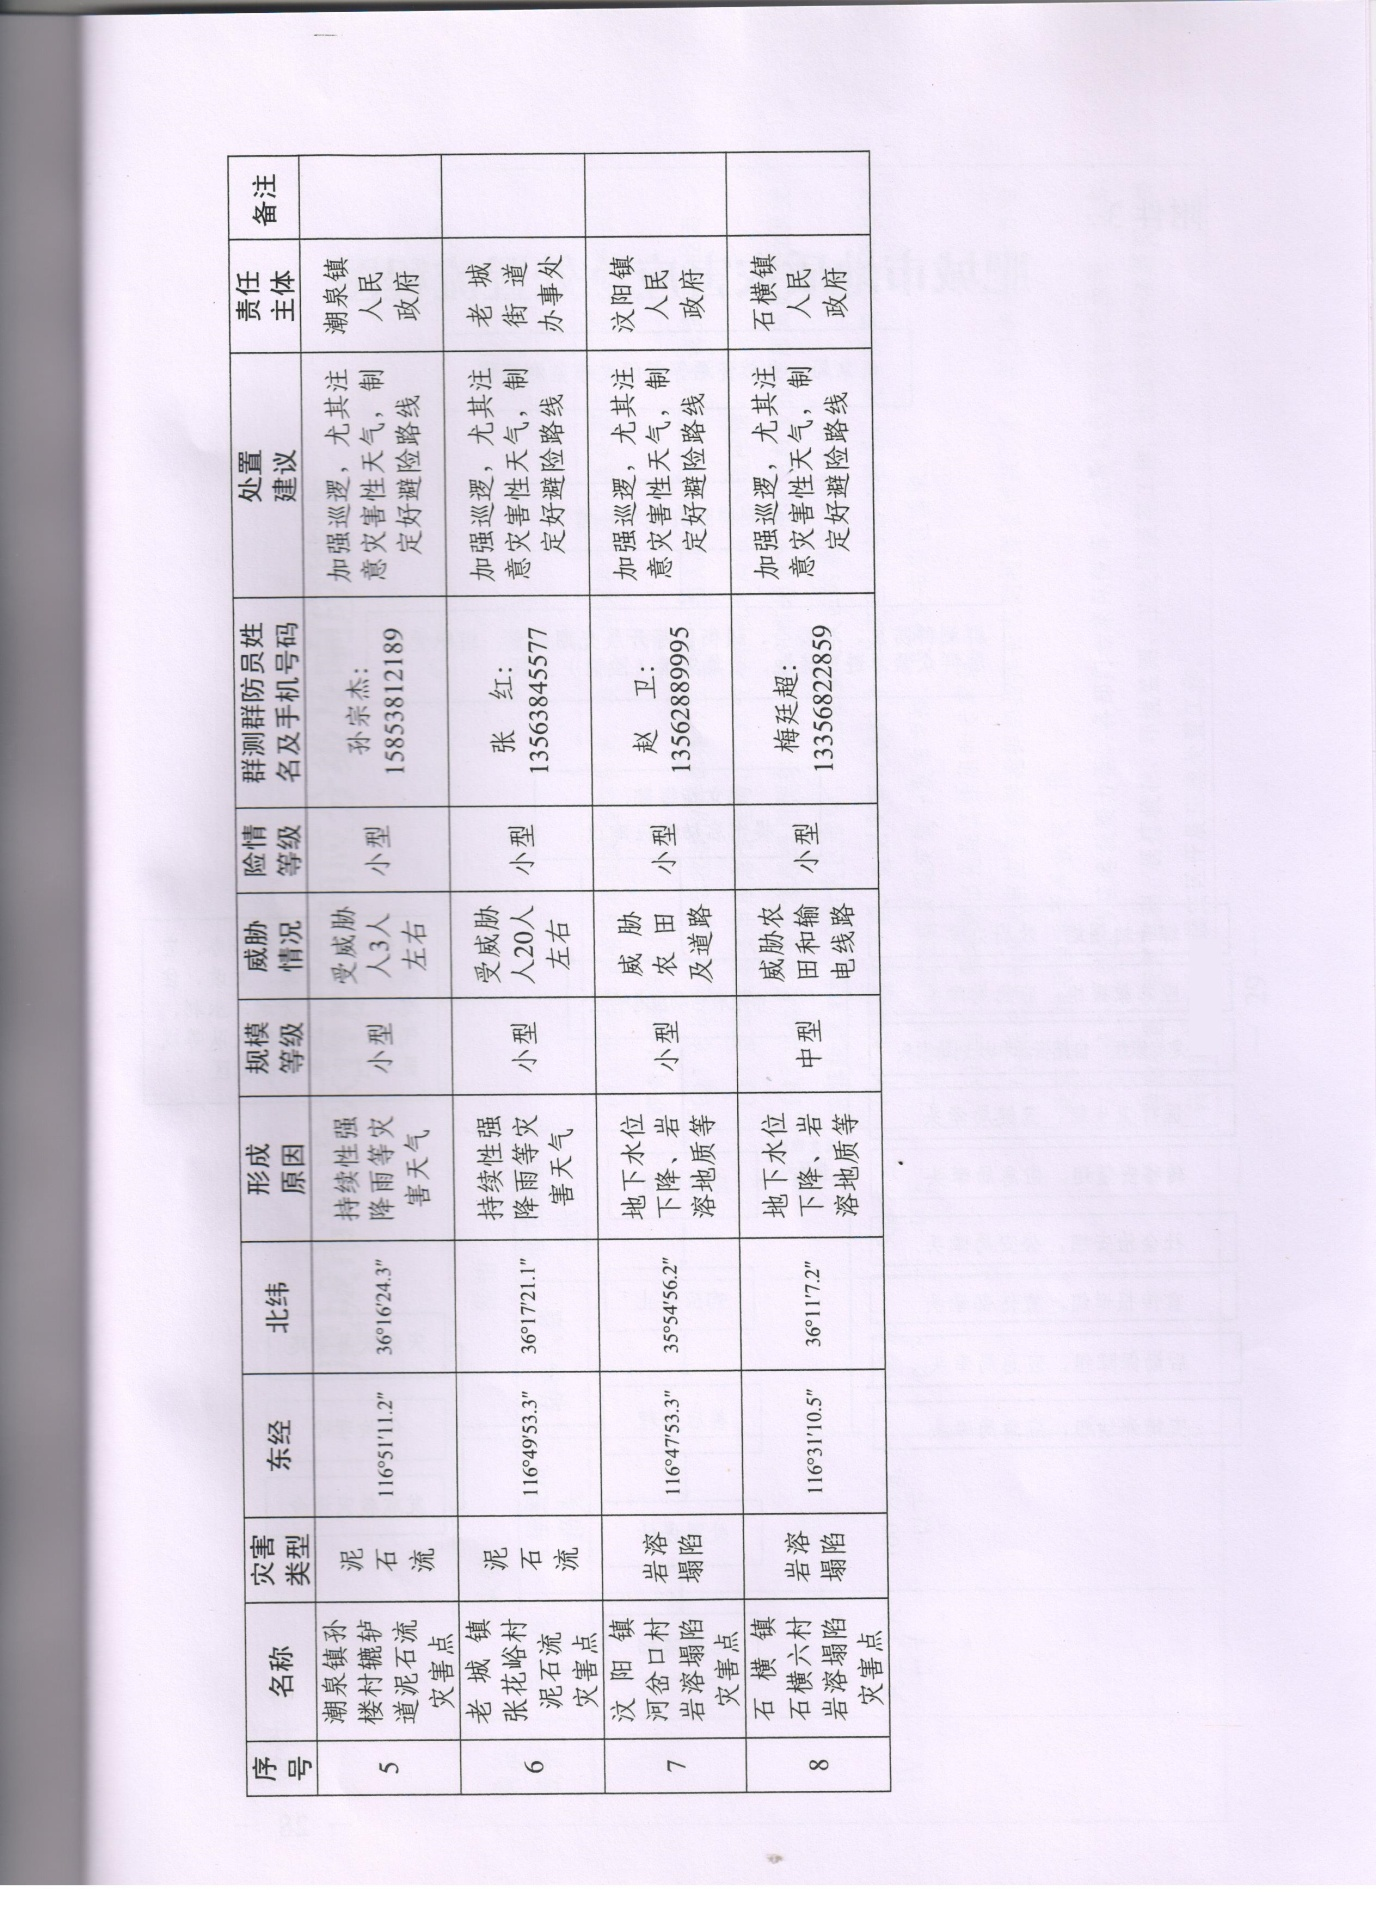 序号
名称
灾害类型
东经
北纬
形成原因
规模等级
威胁情况
险情等级
群测群防员姓名及手机号码
处置建议
责任主体
备注
5
潮泉镇孙
楼村辘轳
道泥石流
灾害点
泥
石
流
116°51′11.2″
36°16′24.3″
持续性强
降雨等灾
害天气
小型
受威胁
人3人
左右
小型
孙宗杰：
15853812189
加强巡逻，尤其注
意灾害性天气，制
定好避险路线
潮泉镇
人民
政府
6
老城镇
张花峪村
泥石流
灾害点
泥
石
流
116°49′53.3″
36°17′21.1″
持续性强
降雨等灾
害天气
小型
受威胁
人20人
左右
小型
张红：
13563845577
加强巡逻，尤其注
意灾害性天气，制
定好避险路线
老城
街道
办事处
7
汶阳镇
河岔口村
岩溶塌陷
灾害点
岩溶
塌陷
116°47′53.3″
35°54′56.2″
地下水位
下降、岩
溶地质等
小型
威胁
农田
及道路
小型
赵卫：
13562889995
加强巡逻，尤其注
意灾害性天气，制
定好避险路线
汶阳镇
人民
政府
8
石横镇
石横六村
岩溶塌陷
灾害点
岩溶
塌陷
116°31′10.5″
36°11′7.2″
地下水位
下降、岩
溶地质等
中型
威胁农
田和输
电线路
小型
梅廷超：
13356822859
加强巡逻，尤其注
意灾害性天气，制
定好避险路线
石横镇
人民
政府